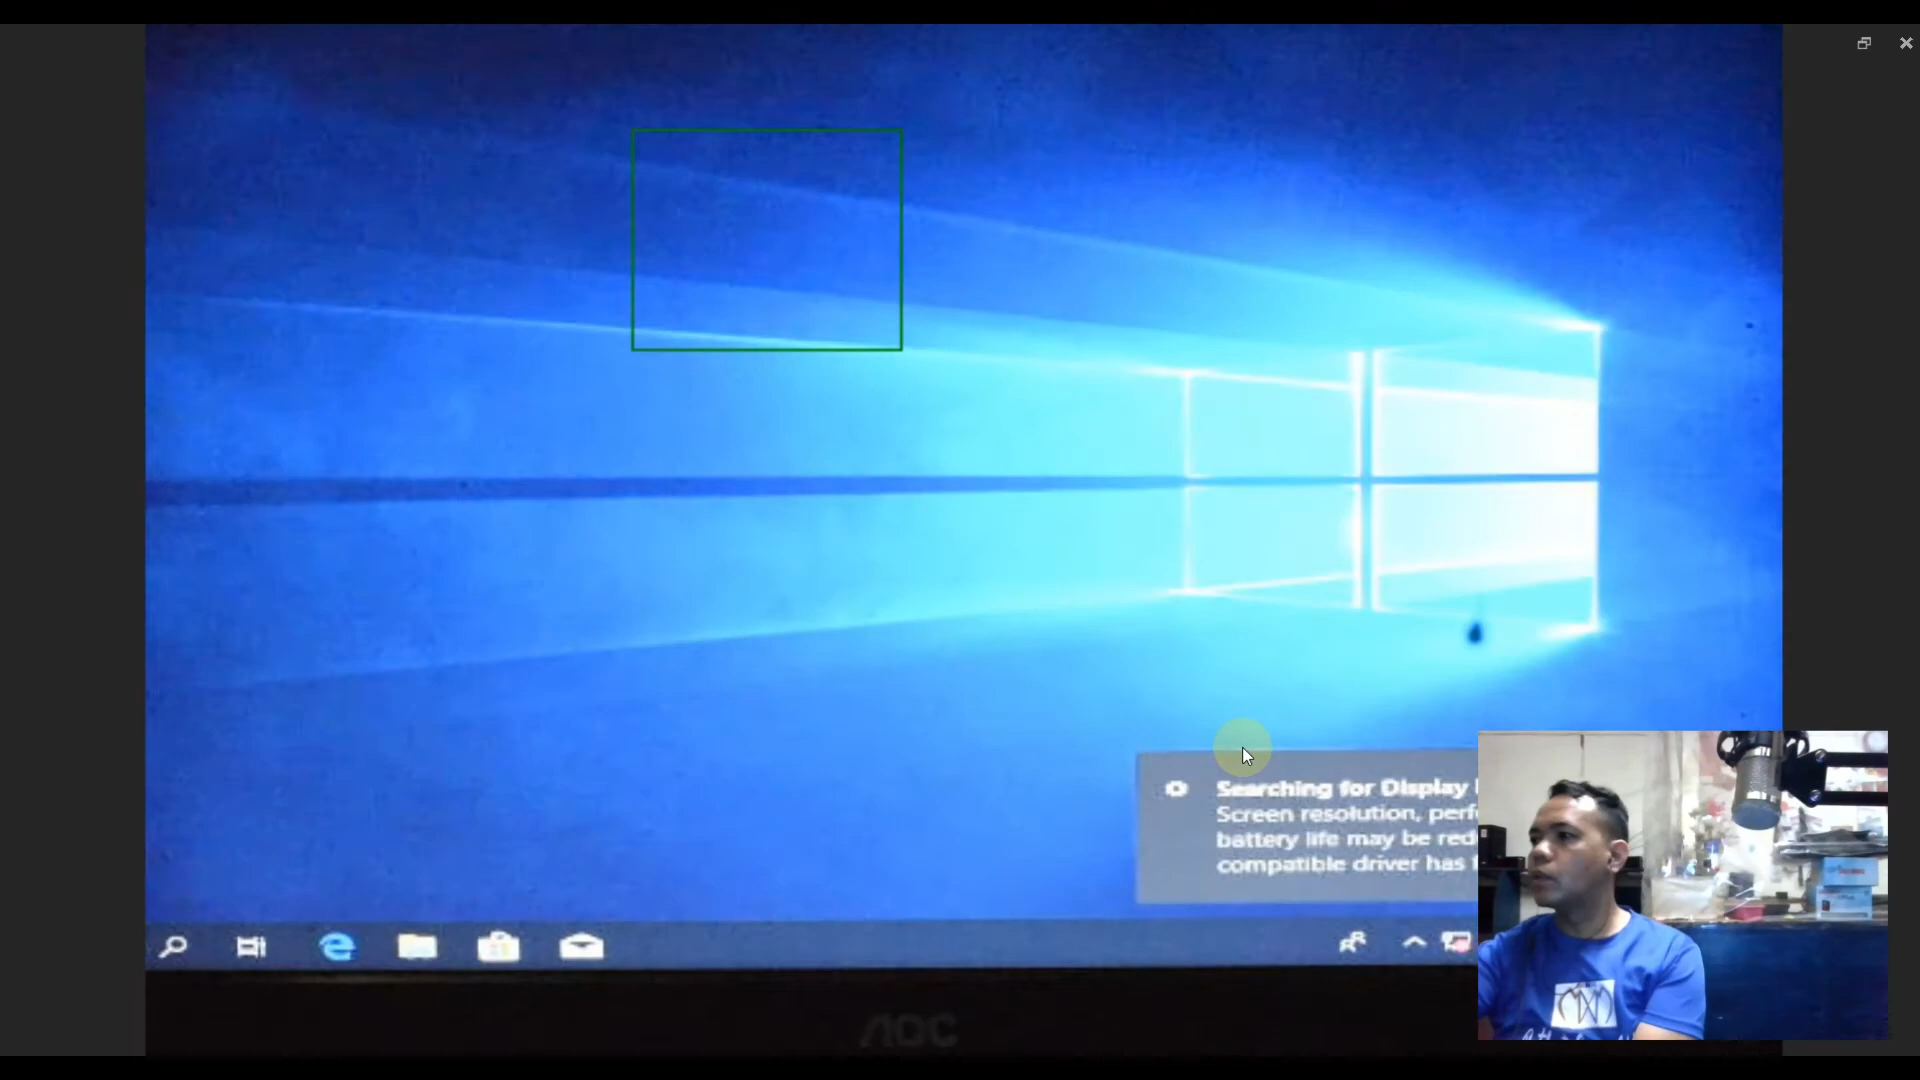 Searching for Display
Screen resolution, perf
battery life may be red
compatible driver has
AOC